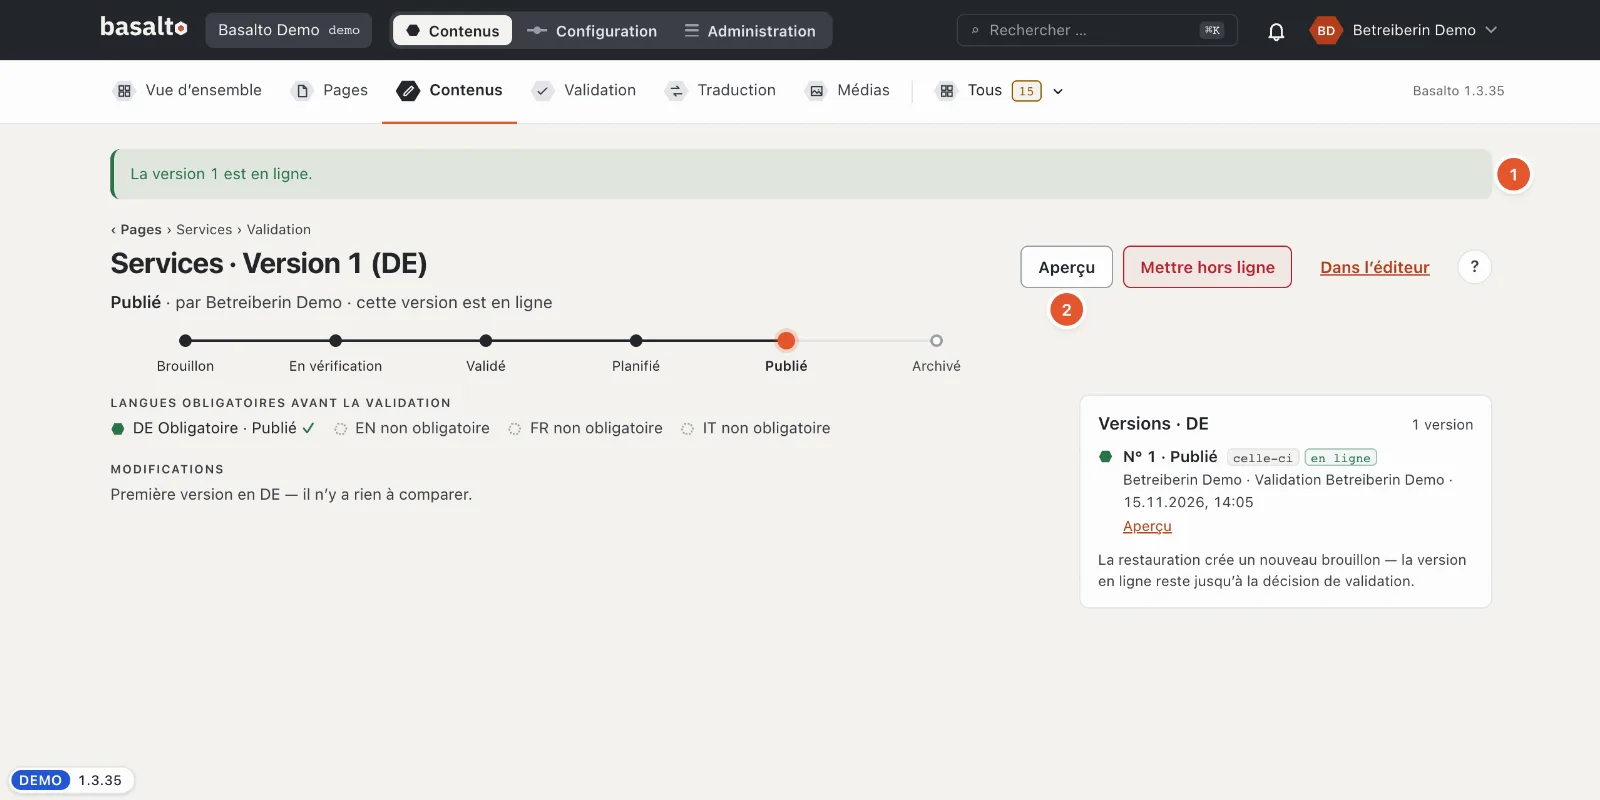 basalto
Basalto Demo demo
Contenus
Configuration
Administration
Rechercher ...
⌘K
BD
Betreiberin Demo
Vue d'ensemble
Pages
Contenus
Validation
Traduction
Médias
Tous 15
Basalto 1.3.35
La version 1 est en ligne.
1
‹ Pages › Services › Validation
Services · Version 1 (DE)
Aperçu
Mettre hors ligne
Dans l'éditeur
?
2
Publié · par Betreiberin Demo · cette version est en ligne
Brouillon
En vérification
Validé
Planifié
Publié
Archivé
LANGUES OBLIGATOIRES AVANT LA VALIDATION
DE Obligatoire · Publié ✓ EN non obligatoire FR non obligatoire IT non obligatoire
MODIFICATIONS
Première version en DE — il n'y a rien à comparer.
Versions · DE
1 version
N° 1 · Publié celle-ci en ligne
Betreiberin Demo · Validation Betreiberin Demo ·
15.11.2026, 14:05
Aperçu
La restauration crée un nouveau brouillon — la version
en ligne reste jusqu'à la décision de validation.
DEMO 1.3.35